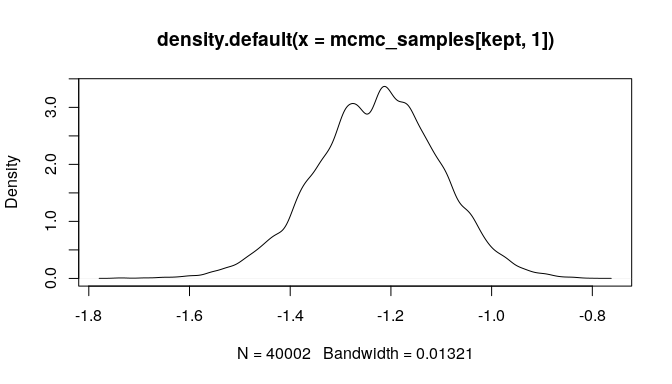 density.default(x = mcmc_samples[kept, 1])
Density
3.0
2.0
1.0
0.0
-1.8 -1.6 -1.4 -1.2 -1.0 -0.8
N = 40002 Bandwidth = 0.01321